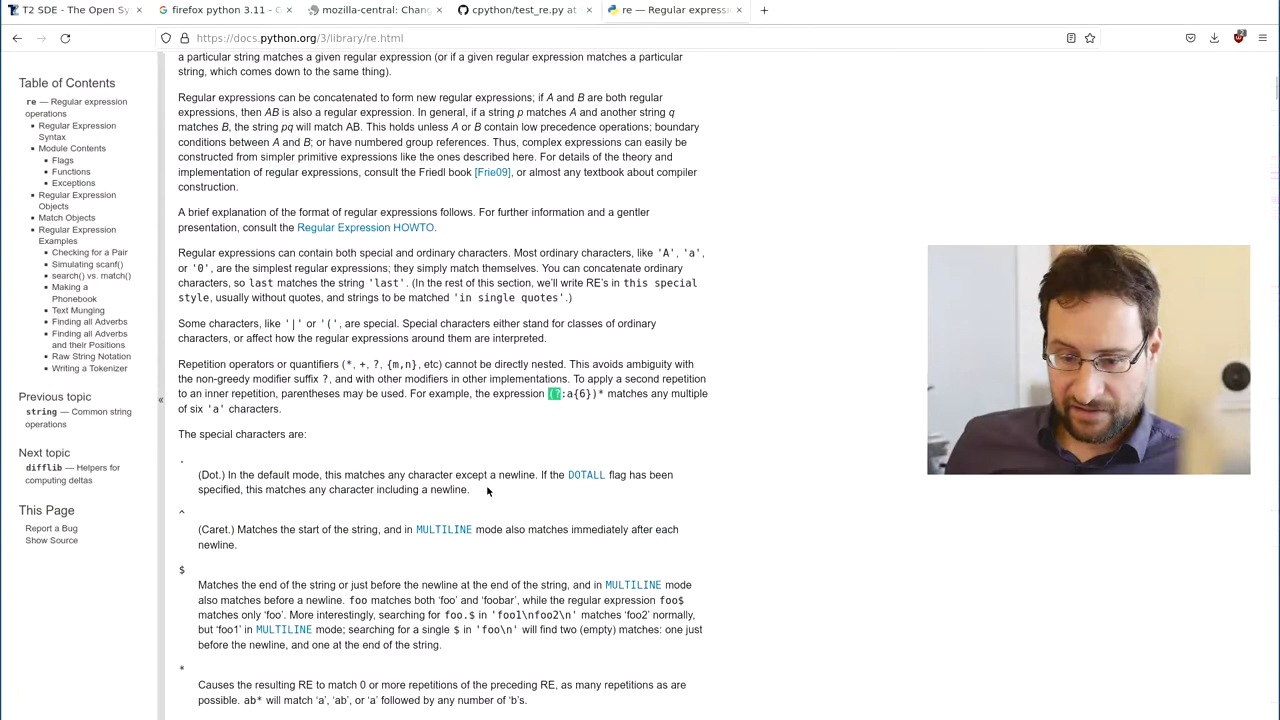 T2 SDE - The Open Sy
firefox python 3.11 - G
mozilla-central: Chang
cpython/test_re.py at
re — Regular expressi
https://docs.python.org/3/library/re.html
Table of Contents
re — Regular expression
operations
Regular Expression
Syntax
Module Contents
Flags
Functions
Exceptions
Regular Expression
Objects
Match Objects
Regular Expression
Examples
Checking for a Pair
Simulating scanf()
search() vs. match()
Making a
Phonebook
Text Munging
Finding all Adverbs
Finding all Adverbs
and their Positions
Raw String Notation
Writing a Tokenizer
Previous topic
string — Common string
operations
Next topic
difflib — Helpers for
computing deltas
This Page
Report a Bug
Show Source
«
a particular string matches a given regular expression (or if a given regular expression matches a particular
string, which comes down to the same thing).
Regular expressions can be concatenated to form new regular expressions; if A and B are both regular
expressions, then AB is also a regular expression. In general, if a string p matches A and another string q
matches B, the string pq will match AB. This holds unless A or B contain low precedence operations; boundary
conditions between A and B; or have numbered group references. Thus, complex expressions can easily be
constructed from simpler primitive expressions like the ones described here. For details of the theory and
implementation of regular expressions, consult the Friedl book [Frie09], or almost any textbook about compiler
construction.
A brief explanation of the format of regular expressions follows. For further information and a gentler
presentation, consult the Regular Expression HOWTO.
Regular expressions can contain both special and ordinary characters. Most ordinary characters, like 'A', 'a',
or '0', are the simplest regular expressions; they simply match themselves. You can concatenate ordinary
characters, so last matches the string 'last'. (In the rest of this section, we'll write RE's in this special
style, usually without quotes, and strings to be matched 'in single quotes'.)
Some characters, like '|' or '(', are special. Special characters either stand for classes of ordinary
characters, or affect how the regular expressions around them are interpreted.
Repetition operators or quantifiers (*, +, ?, {m,n}, etc) cannot be directly nested. This avoids ambiguity with
the non-greedy modifier suffix ?, and with other modifiers in other implementations. To apply a second repetition
to an inner repetition, parentheses may be used. For example, the expression (?:a{6})* matches any multiple
of six 'a' characters.
The special characters are:
.
(Dot.) In the default mode, this matches any character except a newline. If the DOTALL flag has been
specified, this matches any character including a newline.
^
(Caret.) Matches the start of the string, and in MULTILINE mode also matches immediately after each
newline.
$
Matches the end of the string or just before the newline at the end of the string, and in MULTILINE mode
also matches before a newline. foo matches both ‘foo’ and ‘foobar’, while the regular expression foo$
matches only ‘foo’. More interestingly, searching for foo.$ in 'foo1\nfoo2\n' matches ‘foo2’ normally,
but ‘foo1’ in MULTILINE mode; searching for a single $ in 'foo\n' will find two (empty) matches: one just
before the newline, and one at the end of the string.
*
Causes the resulting RE to match 0 or more repetitions of the preceding RE, as many repetitions as are
possible. ab* will match ‘a’, ‘ab’, or ‘a’ followed by any number of ‘b’s.